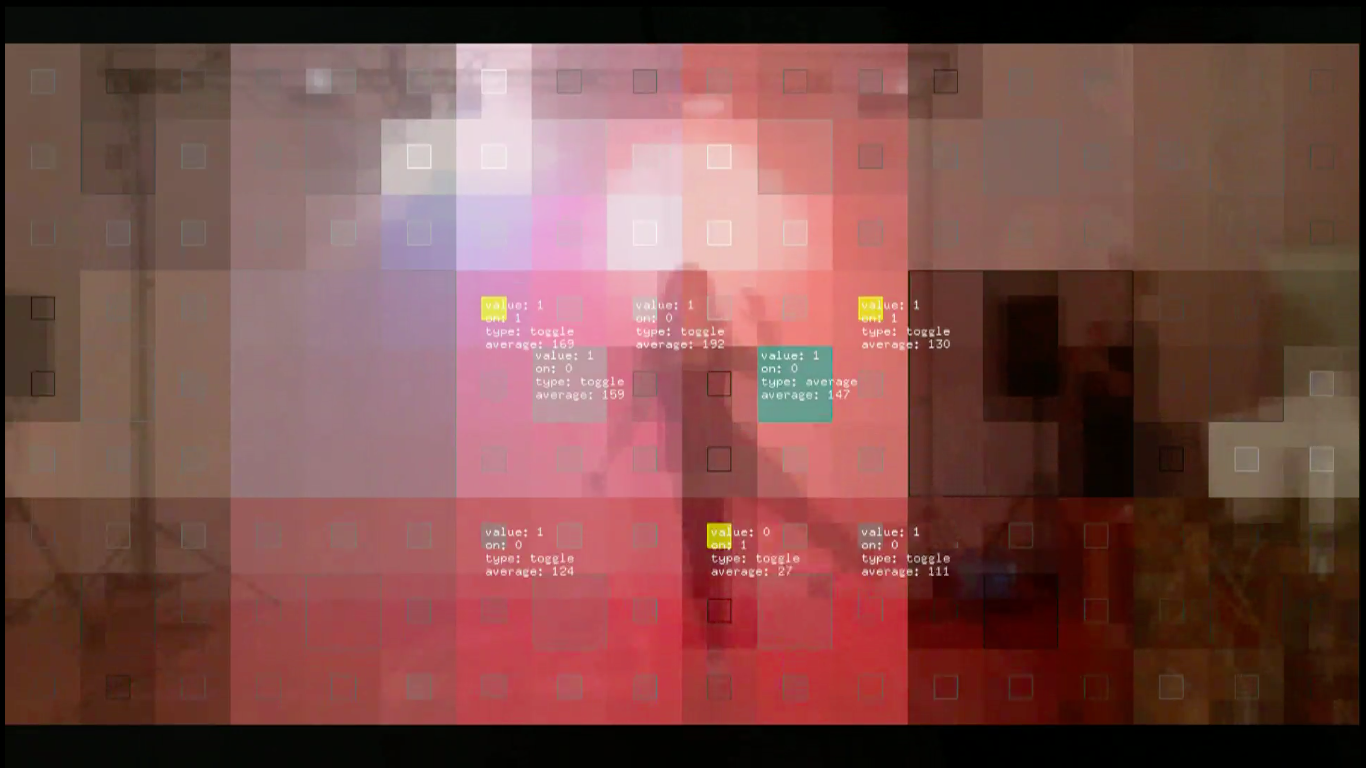 value: 1
on: 1
type: toggle
average: 169
value: 1
on: 0
type: toggle
average: 192
value: 1
on: 1
type: toggle
average: 130
value: 1
on: 0
type: toggle
average: 159
value: 1
on: 0
type: average
average: 147
value: 1
on: 0
type: toggle
average: 124
value: 0
on: 1
type: toggle
average: 27
value: 1
on: 0
type: toggle
average: 111